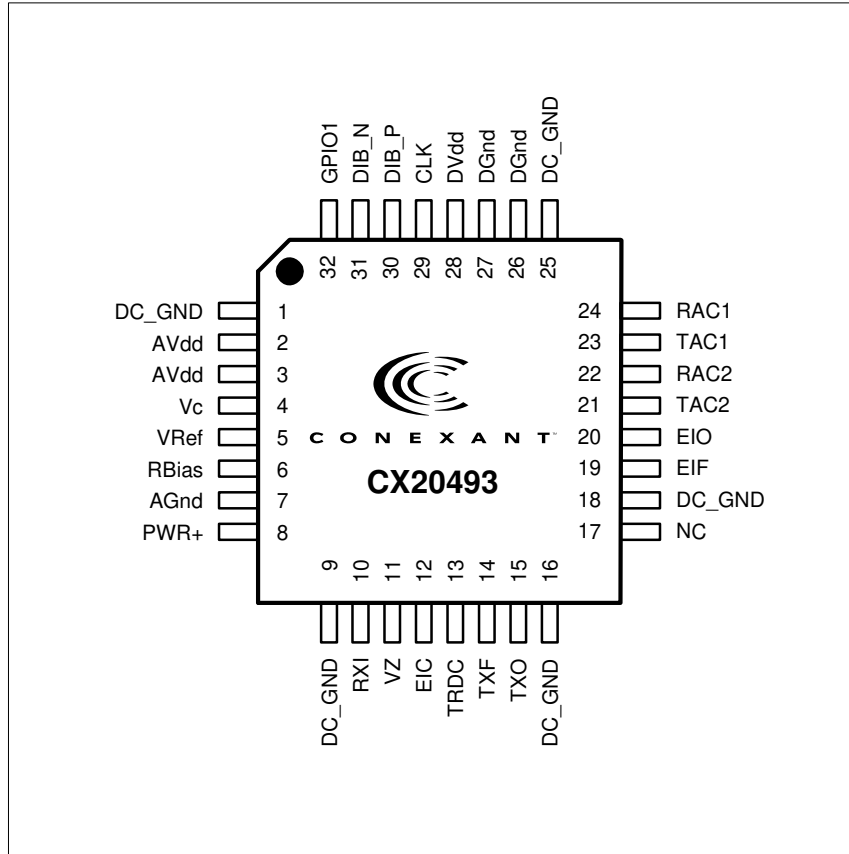 GPIO1 DIB_N DIB_P CLK DVdd DGnd DGnd DC_GND
32 31 30 29 28 27 26 25
DC_GND 1 24 RAC1
AVdd 2 23 TAC1
AVdd 3 22 RAC2
Vc 4 21 TAC2
VRef 5 CONEXANT™ 20 EIO
RBias 6 CX20493 19 EIF
AGnd 7 18 DC_GND
PWR+ 8 17 NC
9 10 11 12 13 14 15 16
DC_GND RXI VZ EIC TRDC TXF TXO DC_GND